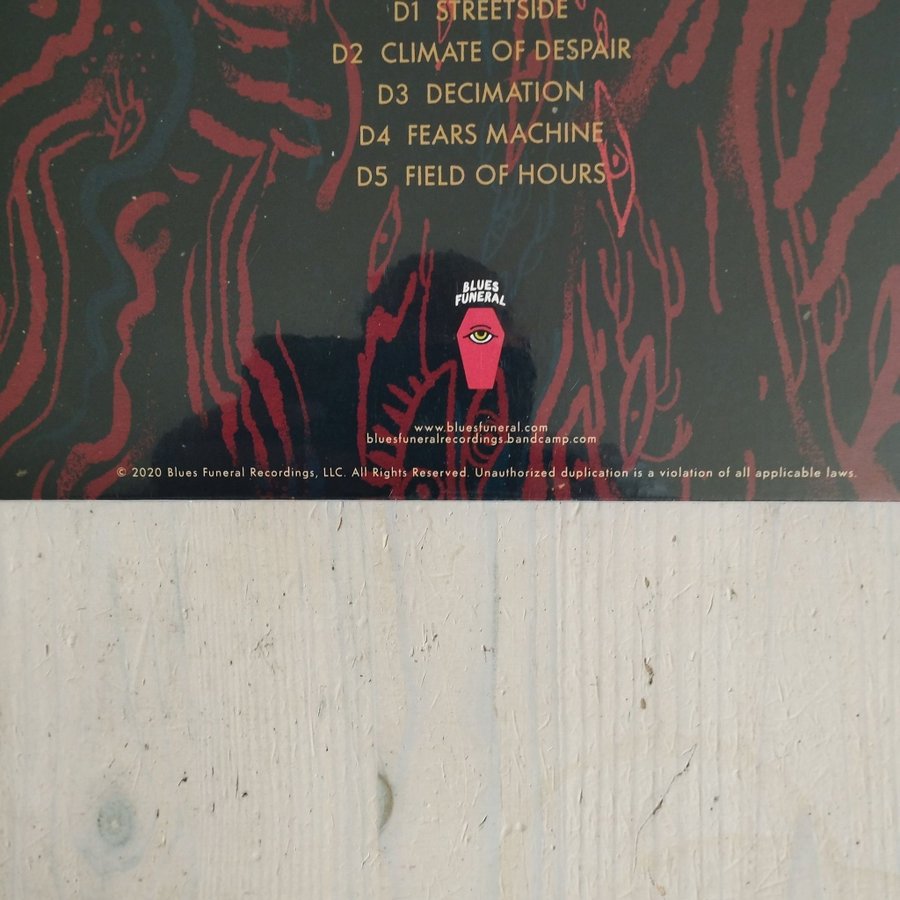 D1 STREETSIDE
D2 CLIMATE OF DESPAIR
D3 DECIMATION
D4 FEARS MACHINE
D5 FIELD OF HOURS
BLUES
FUNERAL
www.bluesfuneral.com
bluesfuneralrecordings.bandcamp.com
© 2020 Blues Funeral Recordings, LLC. All Rights Reserved. Unauthorized duplication is a violation of all applicable laws.